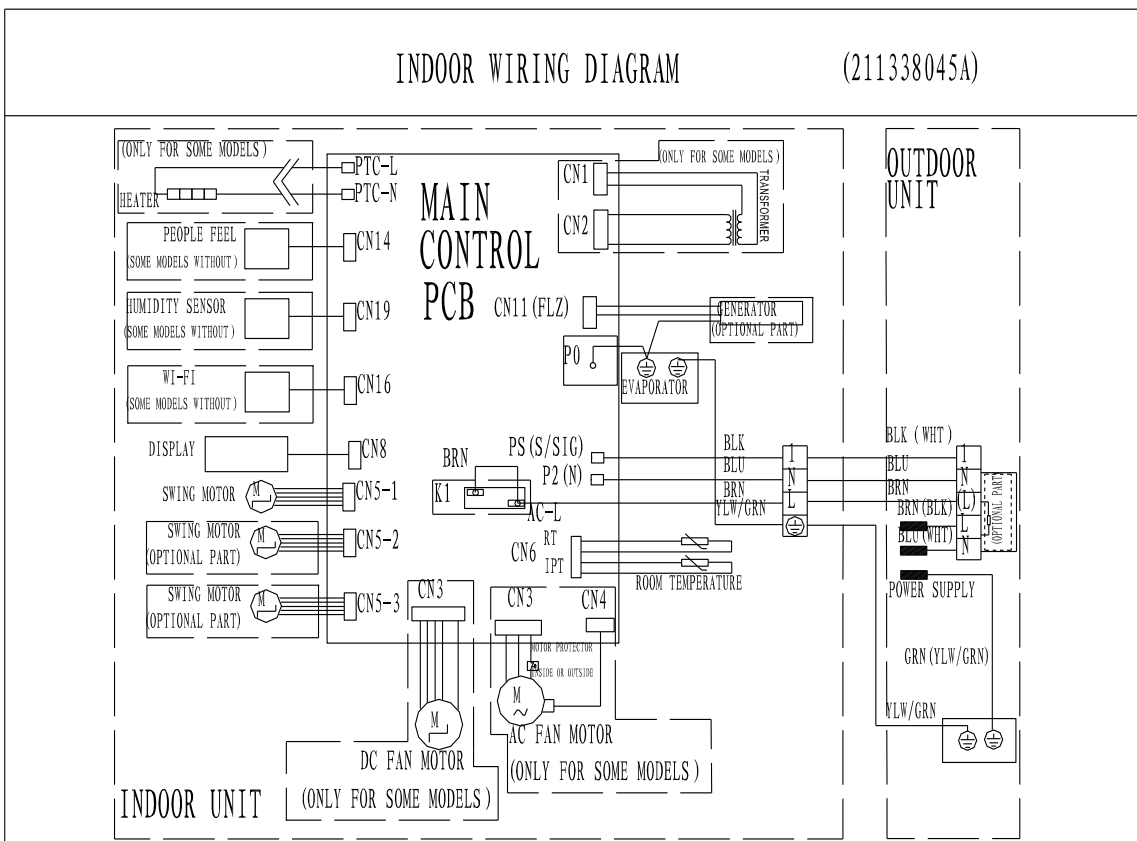 INDOOR WIRING DIAGRAM
(211338045A)
(ONLY FOR SOME MODELS)
HEATER
PTC-L
PTC-N
PEOPLE FEEL
(SOME MODELS WITHOUT)
CN14
HUMIDITY SENSOR
(SOME MODELS WITHOUT)
CN19
WI-FI
(SOME MODELS WITHOUT)
CN16
DISPLAY
CN8
SWING MOTOR
M
CN5-1
SWING MOTOR
(OPTIONAL PART)
M
CN5-2
SWING MOTOR
(OPTIONAL PART)
M
CN5-3
MAIN
CONTROL
PCB
(ONLY FOR SOME MODELS)
CN1
CN2
TRANSFORMER
CN11(FLZ)
GENERATOR
(OPTIONAL PART)
P0
EVAPORATOR
PS(S/SIG)
P2(N)
BRN
K1
AC-L
BLK
BLU
BRN
YLW/GRN
1
N
L
CN6
RT
IPT
ROOM TEMPERATURE
CN3
M
DC FAN MOTOR
(ONLY FOR SOME MODELS)
CN3
CN4
MOTOR PROTECTOR
INSIDE OR OUTSIDE
M
AC FAN MOTOR
(ONLY FOR SOME MODELS)
INDOOR UNIT
OUTDOOR
UNIT
BLK(WHT)
BLU
BRN
BRN(BLK)
BLU(WHT)
1
N
(L)
L
N
(OPTIONAL PART)
POWER SUPPLY
GRN(YLW/GRN)
YLW/GRN